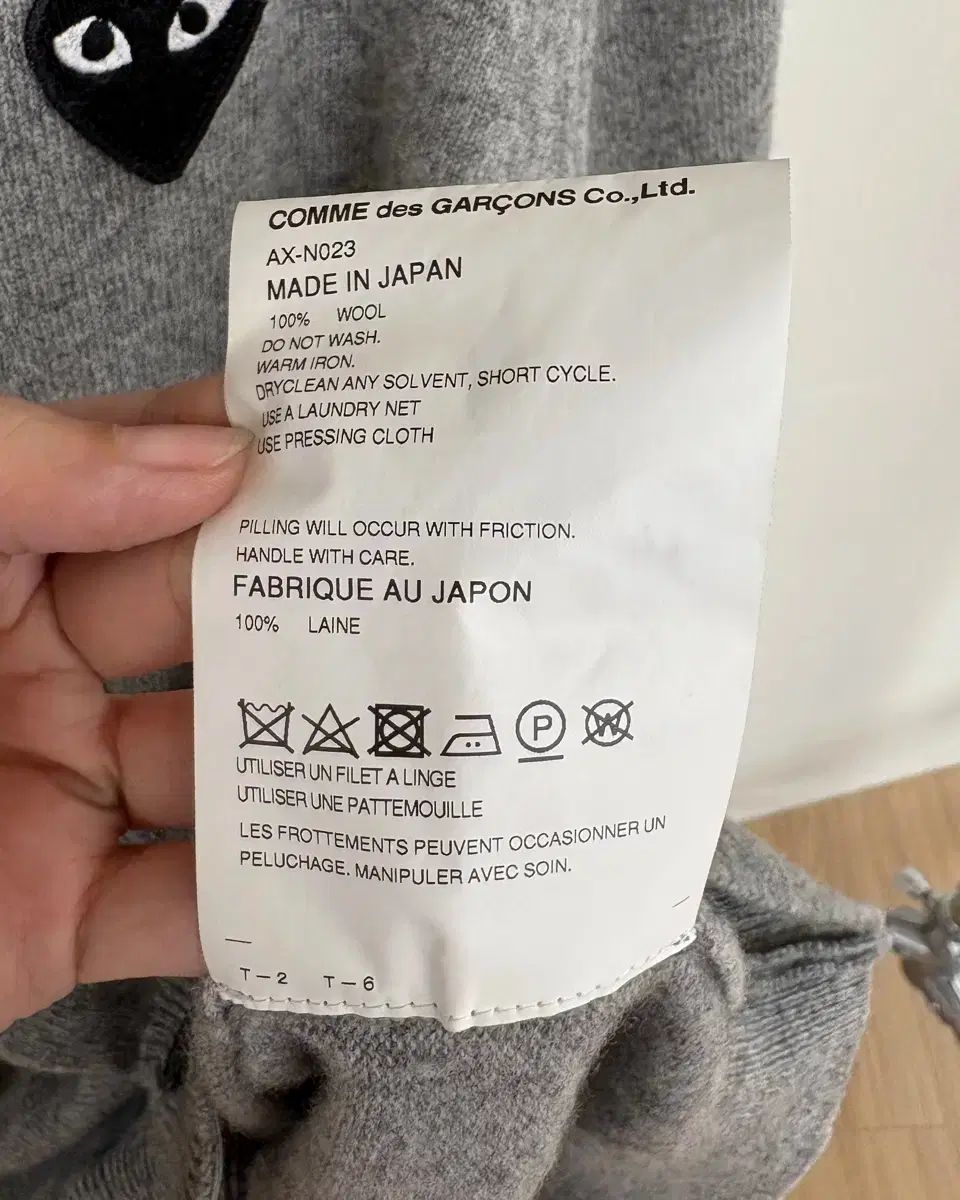 COMME des GARÇONS Co.,Ltd.
AX-N023
MADE IN JAPAN
100% WOOL
DO NOT WASH.
WARM IRON.
DRYCLEAN ANY SOLVENT, SHORT CYCLE.
USE A LAUNDRY NET
USE PRESSING CLOTH
PILLING WILL OCCUR WITH FRICTION.
HANDLE WITH CARE.
FABRIQUE AU JAPON
100% LAINE
P W
UTILISER UN FILET A LINGE
UTILISER UNE PATTEMOUILLE
LES FROTTEMENTS PEUVENT OCCASIONNER UN
PELUCHAGE. MANIPULER AVEC SOIN.
T-2 T-6